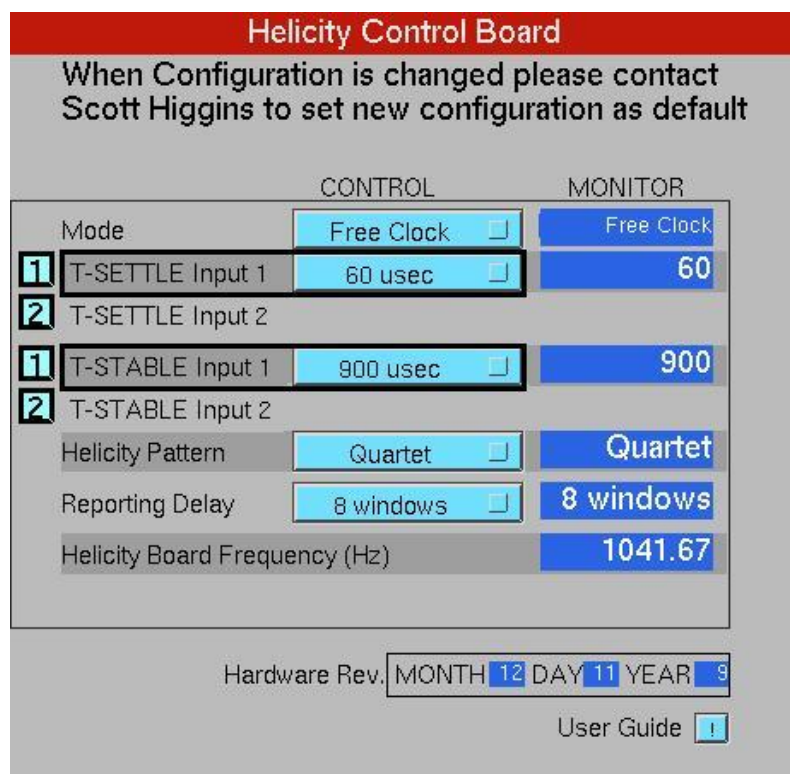 Helicity Control Board
When Configuration is changed please contact
Scott Higgins to set new configuration as default
CONTROL MONITOR
Mode Free Clock Free Clock
1 T-SETTLE Input 1 60 usec 60
2 T-SETTLE Input 2
1 T-STABLE Input 1 900 usec 900
2 T-STABLE Input 2
Helicity Pattern Quartet Quartet
Reporting Delay 8 windows 8 windows
Helicity Board Frequency (Hz) 1041.67
Hardware Rev. MONTH 12 DAY 11 YEAR 9
User Guide !